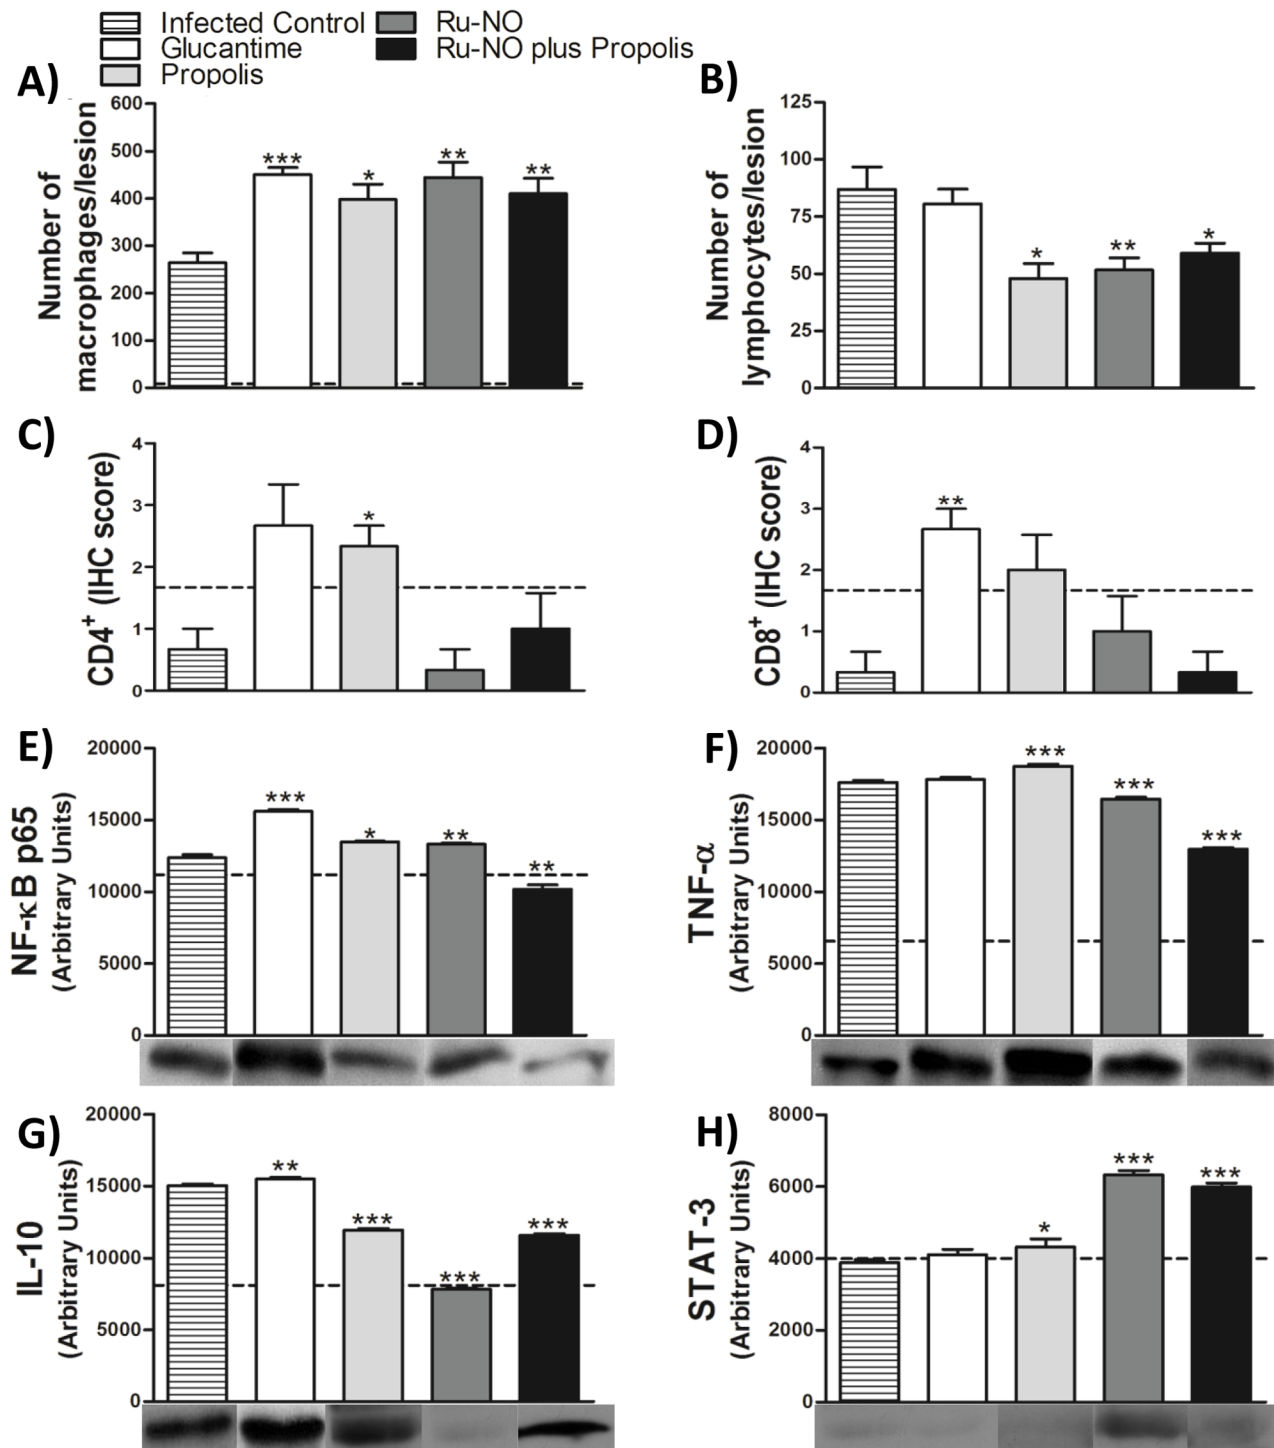 Infected Control
Glucantime
Propolis
Ru-NO
Ru-NO plus Propolis
A)
Number of
macrophages/lesion
600
500
400
300
200
100
0
***
*
**
**
B)
Number of
lymphocytes/lesion
125
100
75
50
25
0
*
**
*
C)
CD4+ (IHC score)
4
3
2
1
0
*
D)
CD8+ (IHC score)
4
3
2
1
0
**
E)
NF-κB p65
(Arbitrary Units)
20000
15000
10000
5000
0
***
*
**
**
F)
TNF-α
(Arbitrary Units)
20000
15000
10000
5000
0
***
***
***
G)
IL-10
(Arbitrary Units)
20000
15000
10000
5000
0
**
***
***
***
H)
STAT-3
(Arbitrary Units)
8000
6000
4000
2000
0
*
***
***